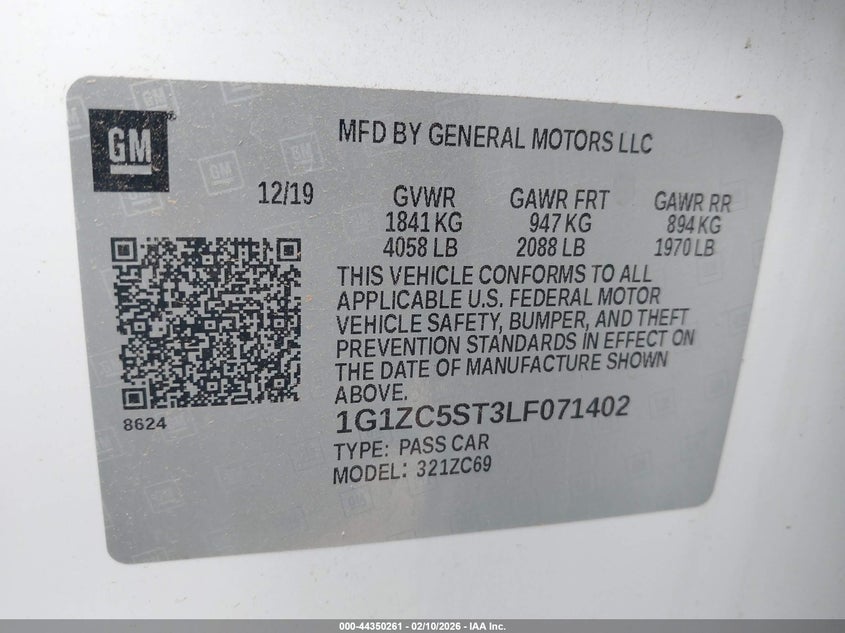 GM
MFD BY GENERAL MOTORS LLC
12/19
GVWR
1841 KG
4058 LB
GAWR FRT
947 KG
2088 LB
GAWR RR
894 KG
1970 LB
THIS VEHICLE CONFORMS TO ALL
APPLICABLE U.S. FEDERAL MOTOR
VEHICLE SAFETY, BUMPER, AND THEFT
PREVENTION STANDARDS IN EFFECT ON
THE DATE OF MANUFACTURE SHOWN
ABOVE.
8624
1G1ZC5ST3LF071402
TYPE: PASS CAR
MODEL: 321ZC69
000-44350261 - 02/10/2026 - IAA Inc.